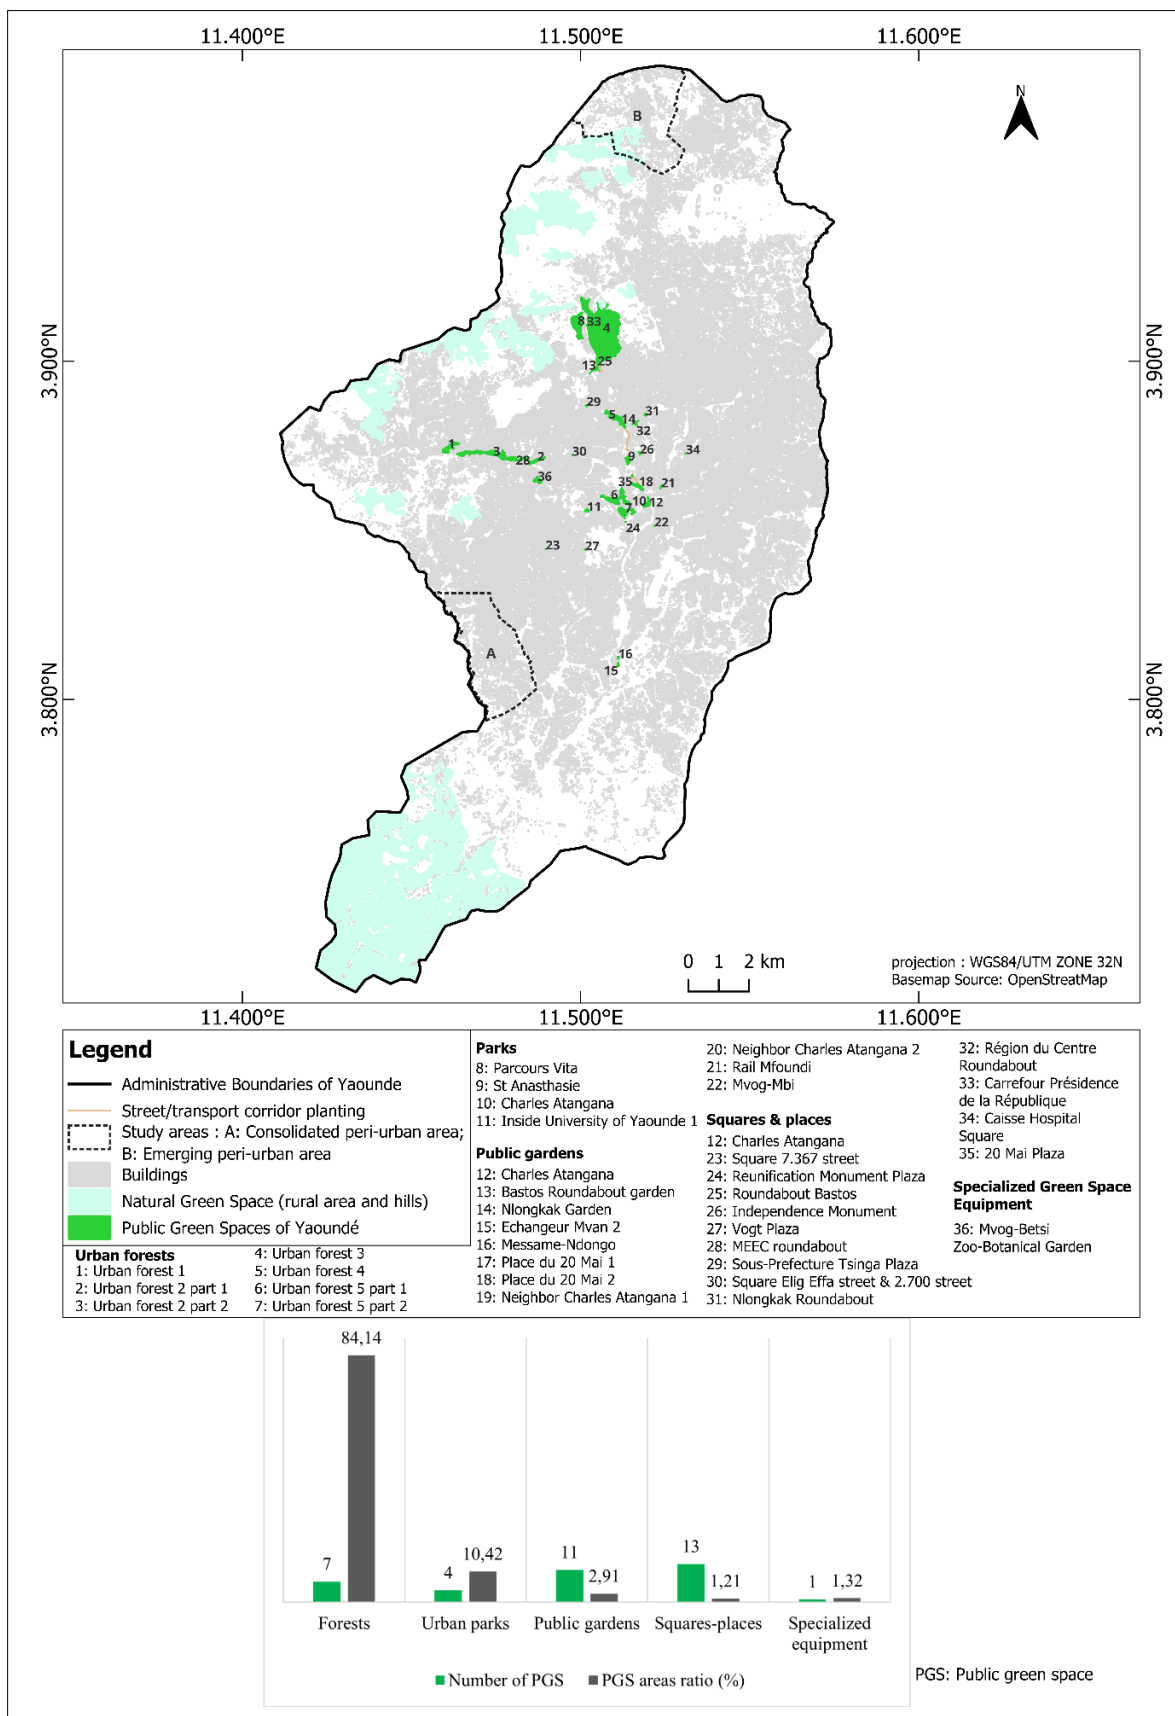 11.400°E
11.500°E
11.600°E
N
B
3.900°N
3.900°N
8
33
4
25
13
29
5
14
31
32
1
3
2
28
30
26
9
34
36
35
18
21
6
10
12
11
7
24
22
23
27
A
16
15
3.800°N
3.800°N
0 1 2 km
projection : WGS84/UTM ZONE 32N
Basemap Source: OpenStreatMap
11.400°E
11.500°E
11.600°E
Legend
Administrative Boundaries of Yaounde
Street/transport corridor planting
Study areas : A: Consolidated peri-urban area;
B: Emerging peri-urban area
Buildings
Natural Green Space (rural area and hills)
Public Green Spaces of Yaoundé
Urban forests
1: Urban forest 1
2: Urban forest 2 part 1
3: Urban forest 2 part 2
4: Urban forest 3
5: Urban forest 4
6: Urban forest 5 part 1
7: Urban forest 5 part 2
Parks
8: Parcours Vita
9: St Anasthasie
10: Charles Atangana
11: Inside University of Yaounde 1
Public gardens
12: Charles Atangana
13: Bastos Roundabout garden
14: Nlongkak Garden
15: Echangeur Mvan 2
16: Messame-Ndongo
17: Place du 20 Mai 1
18: Place du 20 Mai 2
19: Neighbor Charles Atangana 1
20: Neighbor Charles Atangana 2
21: Rail Mfoundi
22: Mvog-Mbi
Squares & places
12: Charles Atangana
23: Square 7.367 street
24: Reunification Monument Plaza
25: Roundabout Bastos
26: Independence Monument
27: Vogt Plaza
28: MEEC roundabout
29: Sous-Prefecture Tsinga Plaza
30: Square Elig Effa street & 2.700 street
31: Nlongkak Roundabout
32: Région du Centre
Roundabout
33: Carrefour Présidence
de la République
34: Caisse Hospital
Square
35: 20 Mai Plaza
Specialized Green Space
Equipment
36: Mvog-Betsi
Zoo-Botanical Garden
84,14
7
4
10,42
11
2,91
13
1,21
1
1,32
Forests
Urban parks
Public gardens
Squares-places
Specialized
equipment
Number of PGS
PGS areas ratio (%)
PGS: Public green space